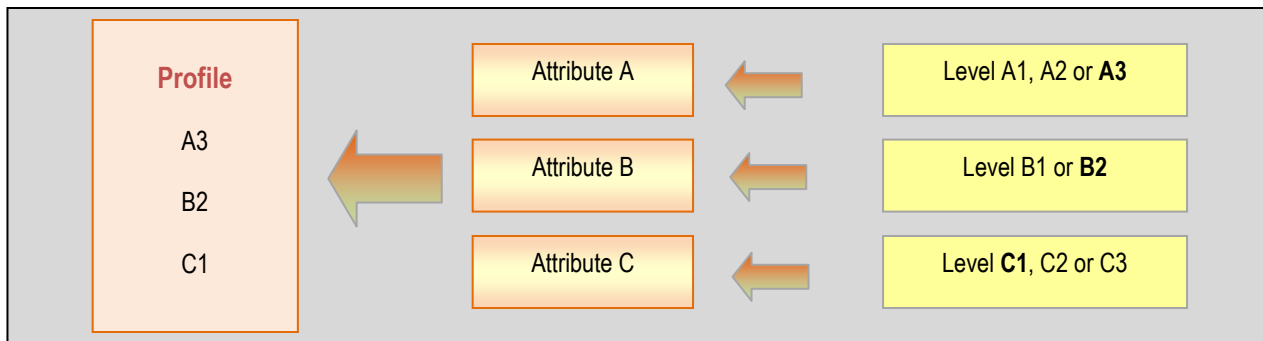 Profile
A3
B2
C1
Attribute A
Level A1, A2 or A3
Attribute B
Level B1 or B2
Attribute C
Level C1, C2 or C3